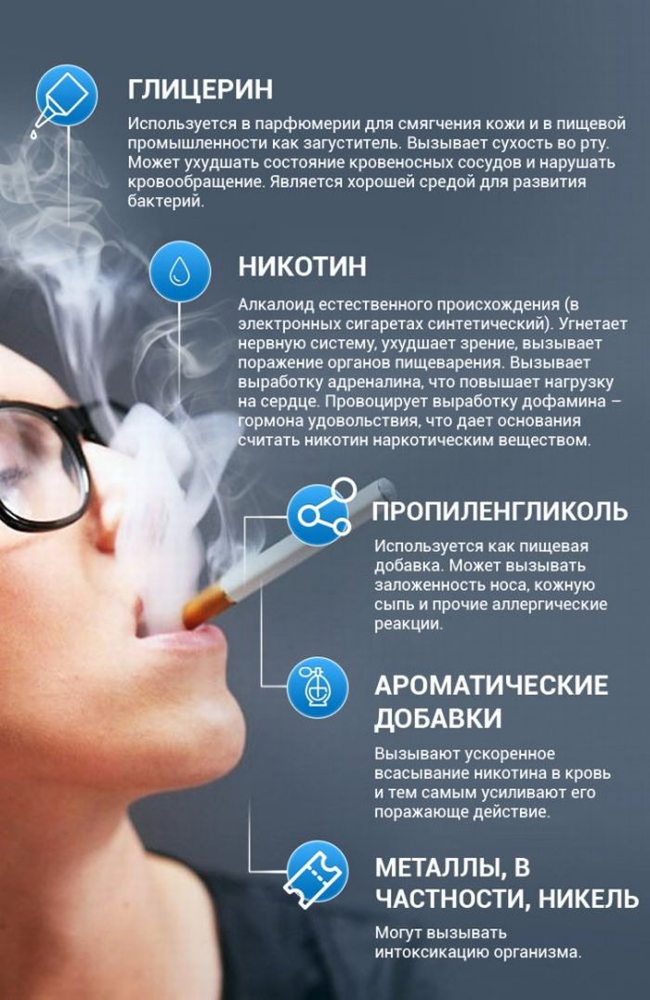 ГЛИЦЕРИН
Используется в парфюмерии для смягчения кожи и в пищевой
промышленности как загуститель. Вызывает сухость во рту.
Может ухудшать состояние кровеносных сосудов и нарушать
кровообращение. Является хорошей средой для развития
бактерий.
НИКОТИН
Алкалоид естественного происхождения (в
электронных сигаретах синтетический). Угнетает
нервную систему, ухудшает зрение, вызывает
поражение органов пищеварения. Вызывает
выработку адреналина, что повышает нагрузку
на сердце. Провоцирует выработку дофамина –
гормона удовольствия, что дает основания
считать никотин наркотическим веществом.
ПРОПИЛЕНГЛИКОЛЬ
Используется как пищевая
добавка. Может вызывать
заложенность носа, кожную
сыпь и прочие аллергические
реакции.
АРОМАТИЧЕСКИЕ
ДОБАВКИ
Вызывают ускоренное
всасывание никотина в кровь
и тем самым усиливают его
поражающе действие.
МЕТАЛЛЫ, В
ЧАСТНОСТИ, НИКЕЛЬ
Могут вызывать
интоксикацию организма.